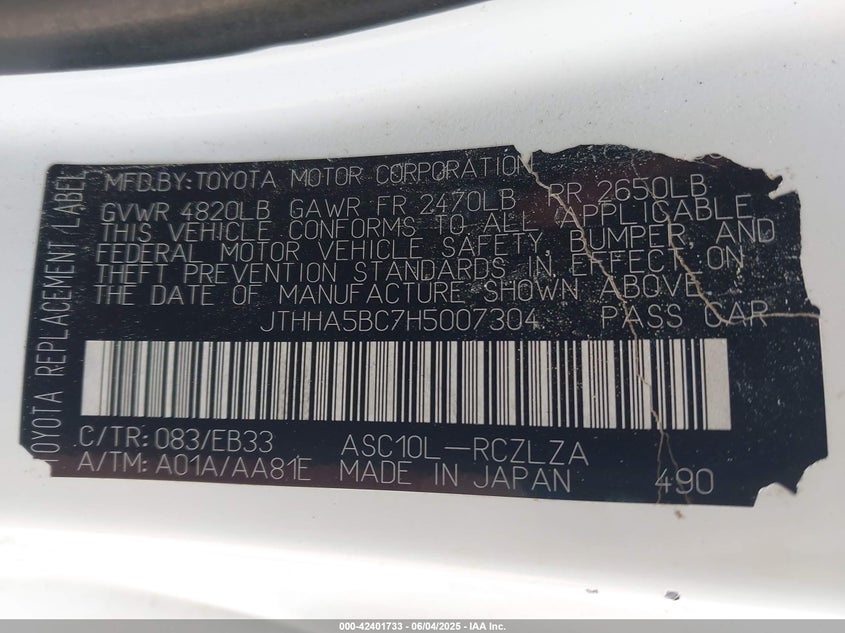 TOYOTA REPLACEMENT LABEL
MFD.BY:TOYOTA MOTOR CORPORATION
GVWR 4820LB GAWR FR 2470LB RR 2650LB
THIS VEHICLE CONFORMS TO ALL APPLICABLE
FEDERAL MOTOR VEHICLE SAFETY, BUMPER, AND
THEFT PREVENTION STANDARDS IN EFFECT ON
THE DATE OF MANUFACTURE SHOWN ABOVE.
JTHHA5BC7H5007304 PASS CAR
C/TR: 083/EB33 ASC10L-RCZLZA
A/TM: A01A/AA81E MADE IN JAPAN 490
000-42401733 - 06/04/2025 - IAA Inc.